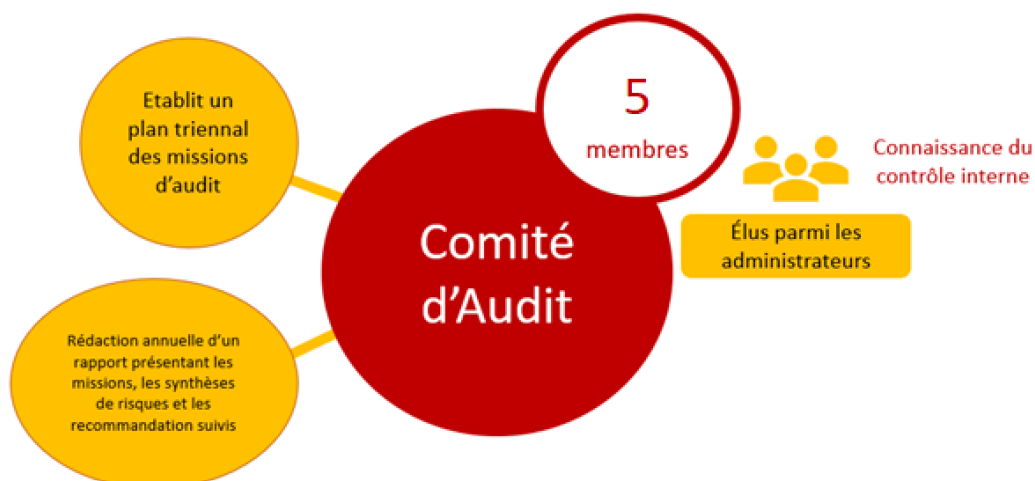 Etablit un
plan triennal
des missions
d'audit
Rédaction annuelle d'un
rapport présentant les
missions, les synthèses
de risques et les
recommandation suivis
Comité
d'Audit
5
membres
Connaissance du
contrôle interne
Élus parmi les
administrateurs